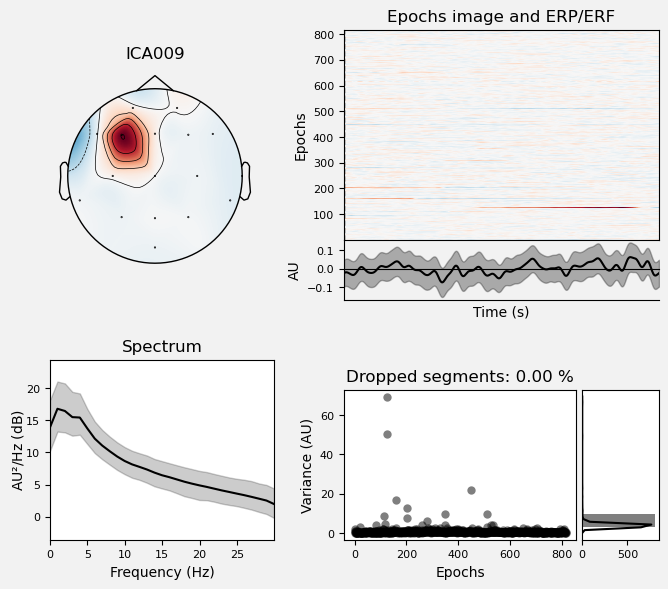 ICA009
Epochs image and ERP/ERF
Epochs
800
700
600
500
400
300
200
100
AU
0.1
0.0
−0.1
Time (s)
Spectrum
AU²/Hz (dB)
20
15
10
5
0
0 5 10 15 20 25
Frequency (Hz)
Dropped segments: 0.00 %
Variance (AU)
60
40
20
0
0 200 400 600 800
Epochs
0 500